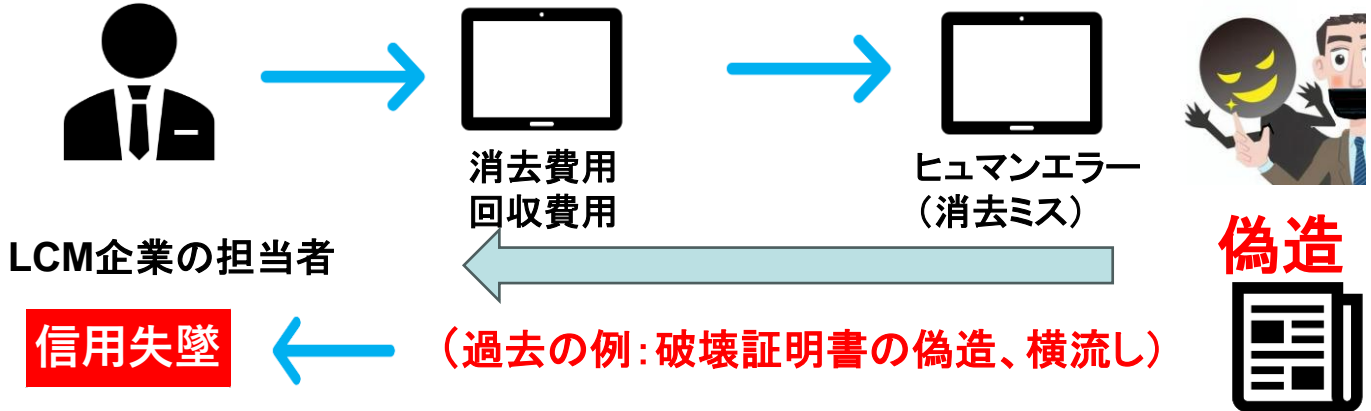 消去費用
回収費用
ヒュマンエラー
（消去ミス）
偽造
LCM企業の担当者
信用失墜
（過去の例：破壊証明書の偽造、横流し）